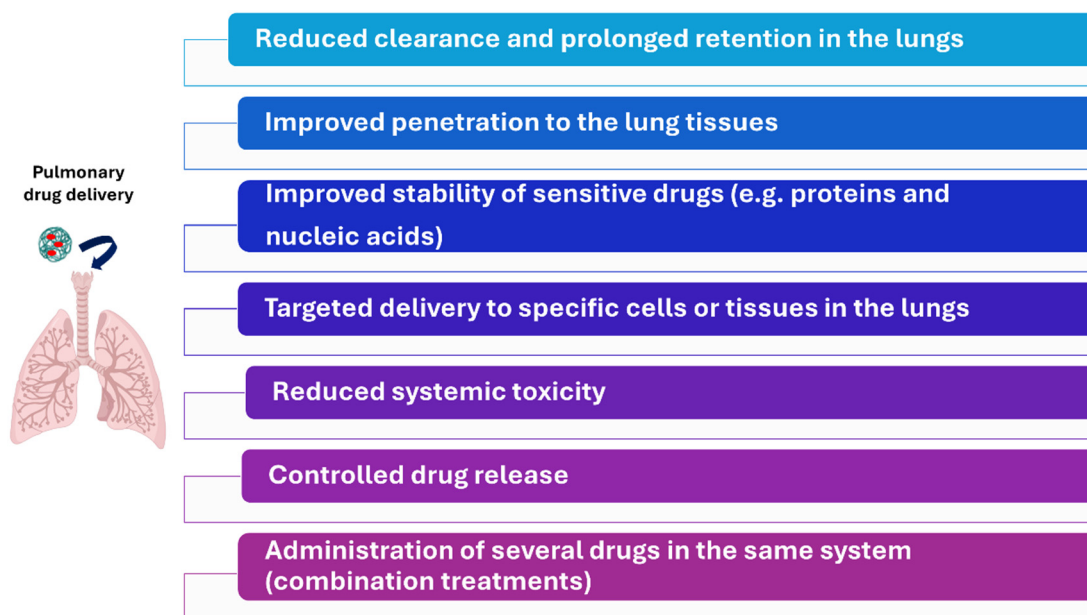 Reduced clearance and prolonged retention in the lungs
Improved penetration to the lung tissues
Pulmonary
drug delivery
Improved stability of sensitive drugs (e.g. proteins and
nucleic acids)
Targeted delivery to specific cells or tissues in the lungs
Reduced systemic toxicity
Controlled drug release
Administration of several drugs in the same system
(combination treatments)